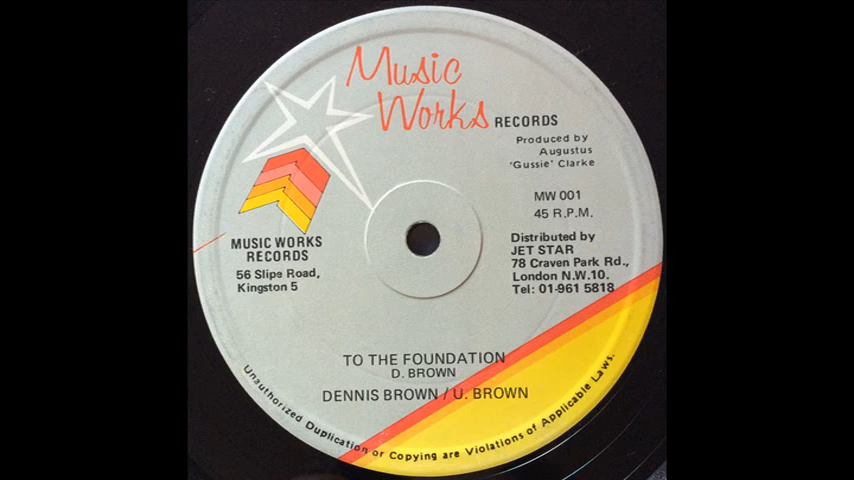 Music
Works RECORDS
Produced by
Augustus
'Gussie' Clarke
MW 001
45 R.P.M.
MUSIC WORKS
RECORDS
56 Slipe Road,
Kingston 5
Distributed by
JET STAR
78 Craven Park Rd.,
London N.W.10.
Tel: 01-961 5818
TO THE FOUNDATION
D. BROWN
DENNIS BROWN / U. BROWN
Unauthorized Duplication or Copying are Violations of Applicable Laws.